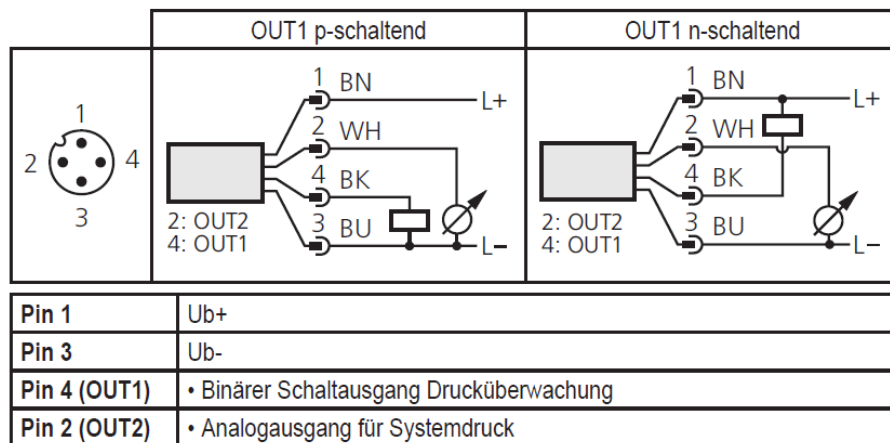 OUT1 p-schaltend
OUT1 n-schaltend
1
2
4
3
1 BN
L+
2 WH
4 BK
3 BU
L–
2: OUT2
4: OUT1
1 BN
L+
2 WH
4 BK
3 BU
L–
2: OUT2
4: OUT1
Pin 1 Ub+
Pin 3 Ub-
Pin 4 (OUT1) • Binärer Schaltausgang Drucküberwachung
Pin 2 (OUT2) • Analogausgang für Systemdruck